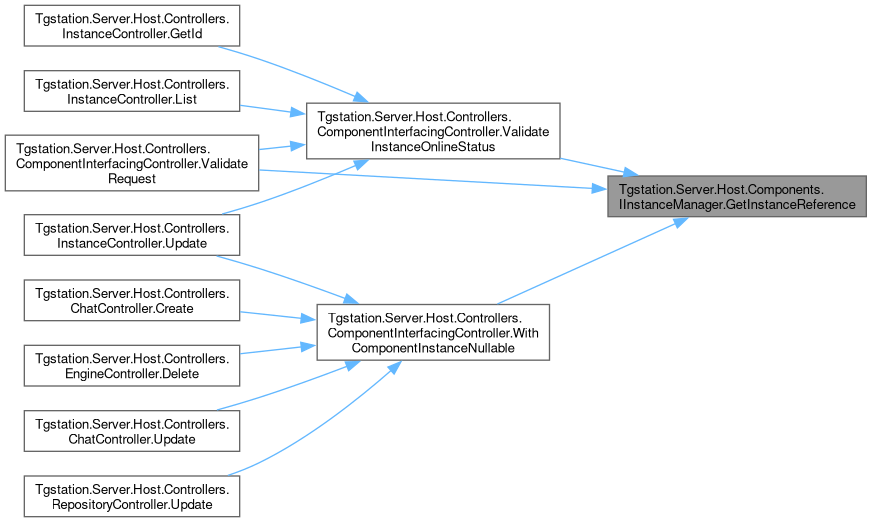 Tgstation.Server.Host.Controllers.
InstanceController.GetId
Tgstation.Server.Host.Controllers.
InstanceController.List
Tgstation.Server.Host.Controllers.
ComponentInterfacingController.Validate
InstanceOnlineStatus
Tgstation.Server.Host.Controllers.
ComponentInterfacingController.Validate
Request
Tgstation.Server.Host.Components.
IInstanceManager.GetInstanceReference
Tgstation.Server.Host.Controllers.
InstanceController.Update
Tgstation.Server.Host.Controllers.
ChatController.Create
Tgstation.Server.Host.Controllers.
ComponentInterfacingController.With
ComponentInstanceNullable
Tgstation.Server.Host.Controllers.
EngineController.Delete
Tgstation.Server.Host.Controllers.
ChatController.Update
Tgstation.Server.Host.Controllers.
RepositoryController.Update